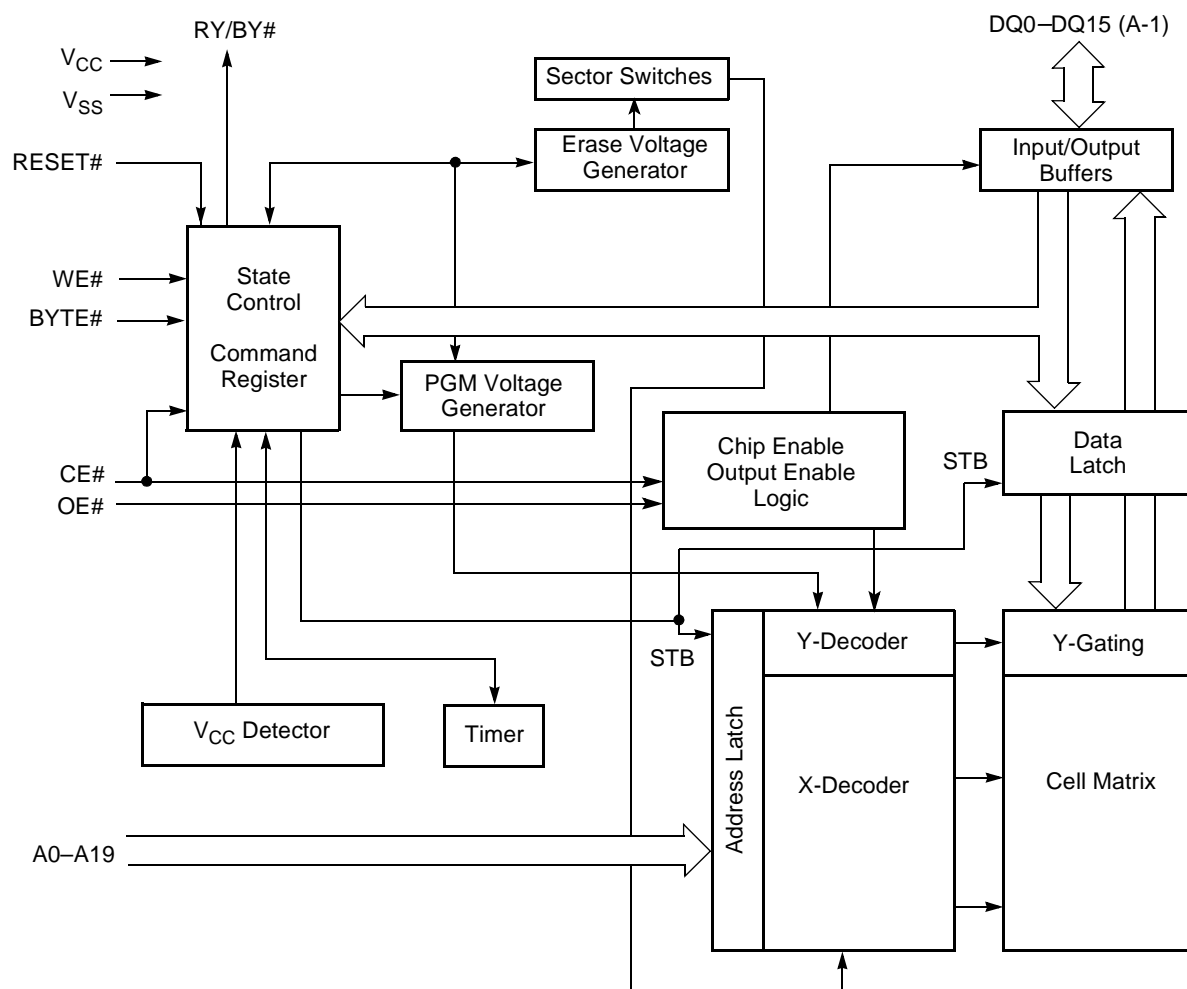 RY/BY#
DQ0–DQ15 (A-1)
VCC
VSS
Sector Switches
RESET#
Erase Voltage
Generator
Input/Output
Buffers
WE#
BYTE#
State
Control
Command
Register
PGM Voltage
Generator
CE#
OE#
Chip Enable
Output Enable
Logic
STB
Data
Latch
STB
Y-Decoder
Y-Gating
VCC Detector
Timer
Address Latch
X-Decoder
Cell Matrix
A0–A19